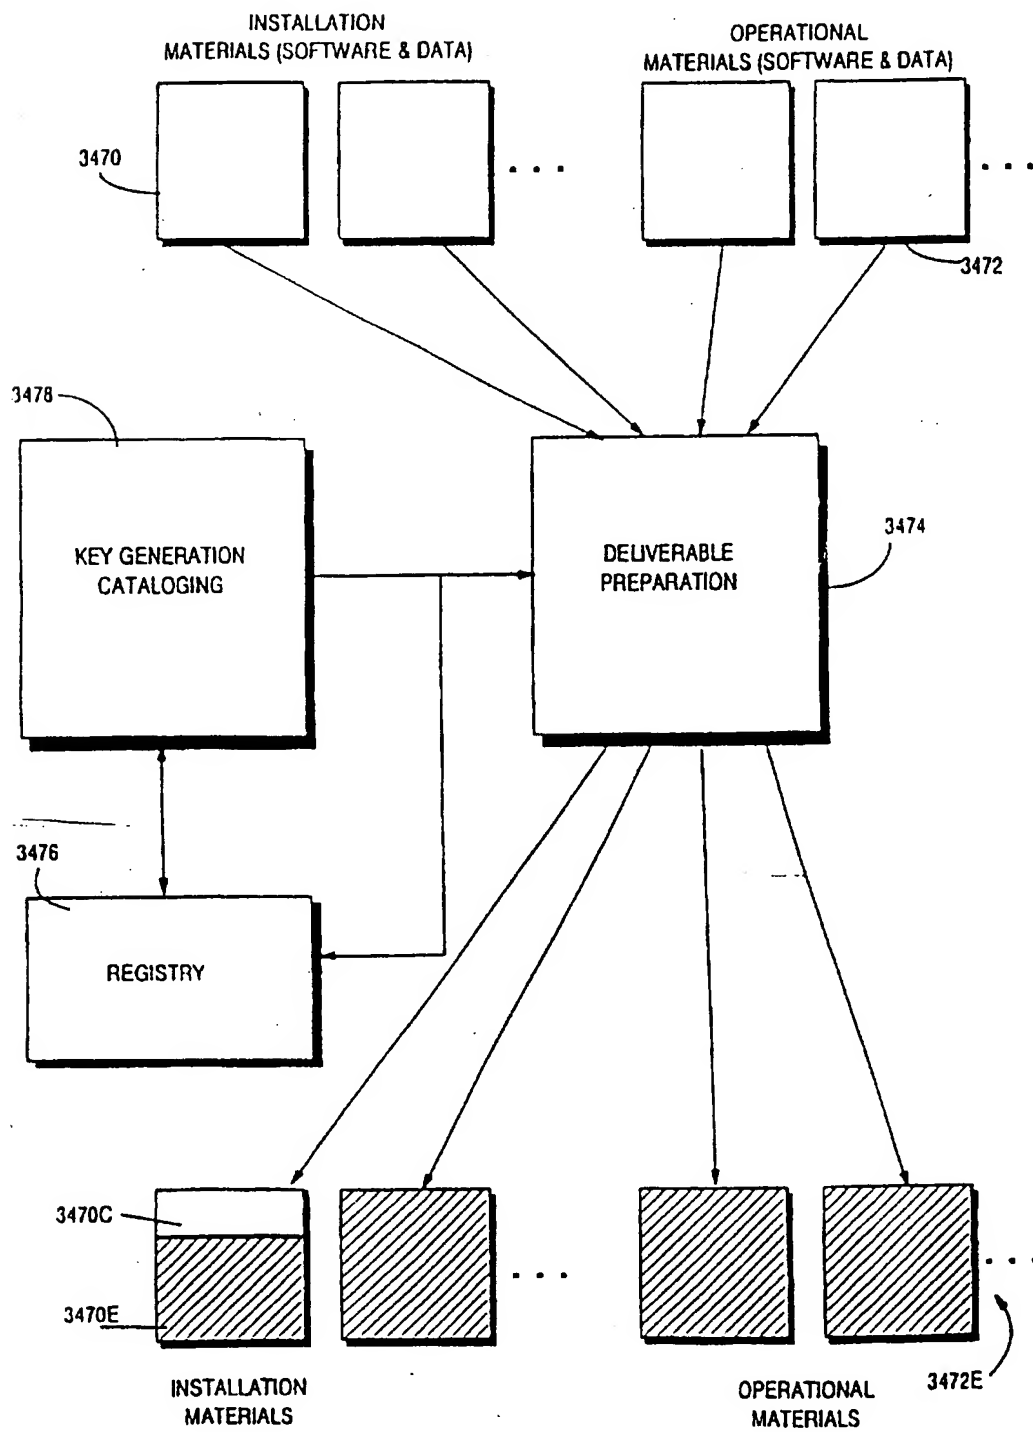 INSTALLATION
MATERIALS (SOFTWARE & DATA)
OPERATIONAL
MATERIALS (SOFTWARE & DATA)
3470
3472
3478
KEY GENERATION
CATALOGING
DELIVERABLE
PREPARATION
3474
3476
REGISTRY
3470C
3470E
3472E
INSTALLATION
MATERIALS
OPERATIONAL
MATERIALS